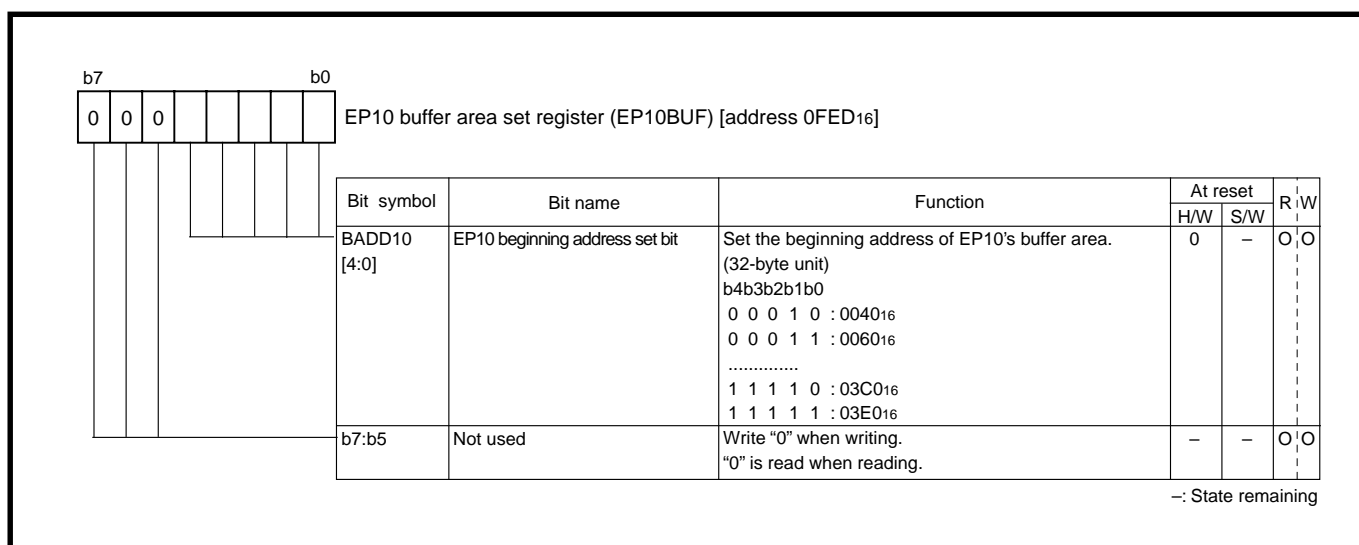 b7 b0
0 0 0 EP10 buffer area set register (EP10BUF) [address 0FED16]
Bit symbol Bit name Function At reset R W
H/W S/W
BADD10 EP10 beginning address set bit Set the beginning address of EP10’s buffer area. 0 – O O
[4:0] (32-byte unit)
b4b3b2b1b0
0 0 0 1 0 : 004016
0 0 0 1 1 : 006016
..............
1 1 1 1 0 : 03C016
1 1 1 1 1 : 03E016
b7:b5 Not used Write “0” when writing. – – O O
“0” is read when reading.
–: State remaining